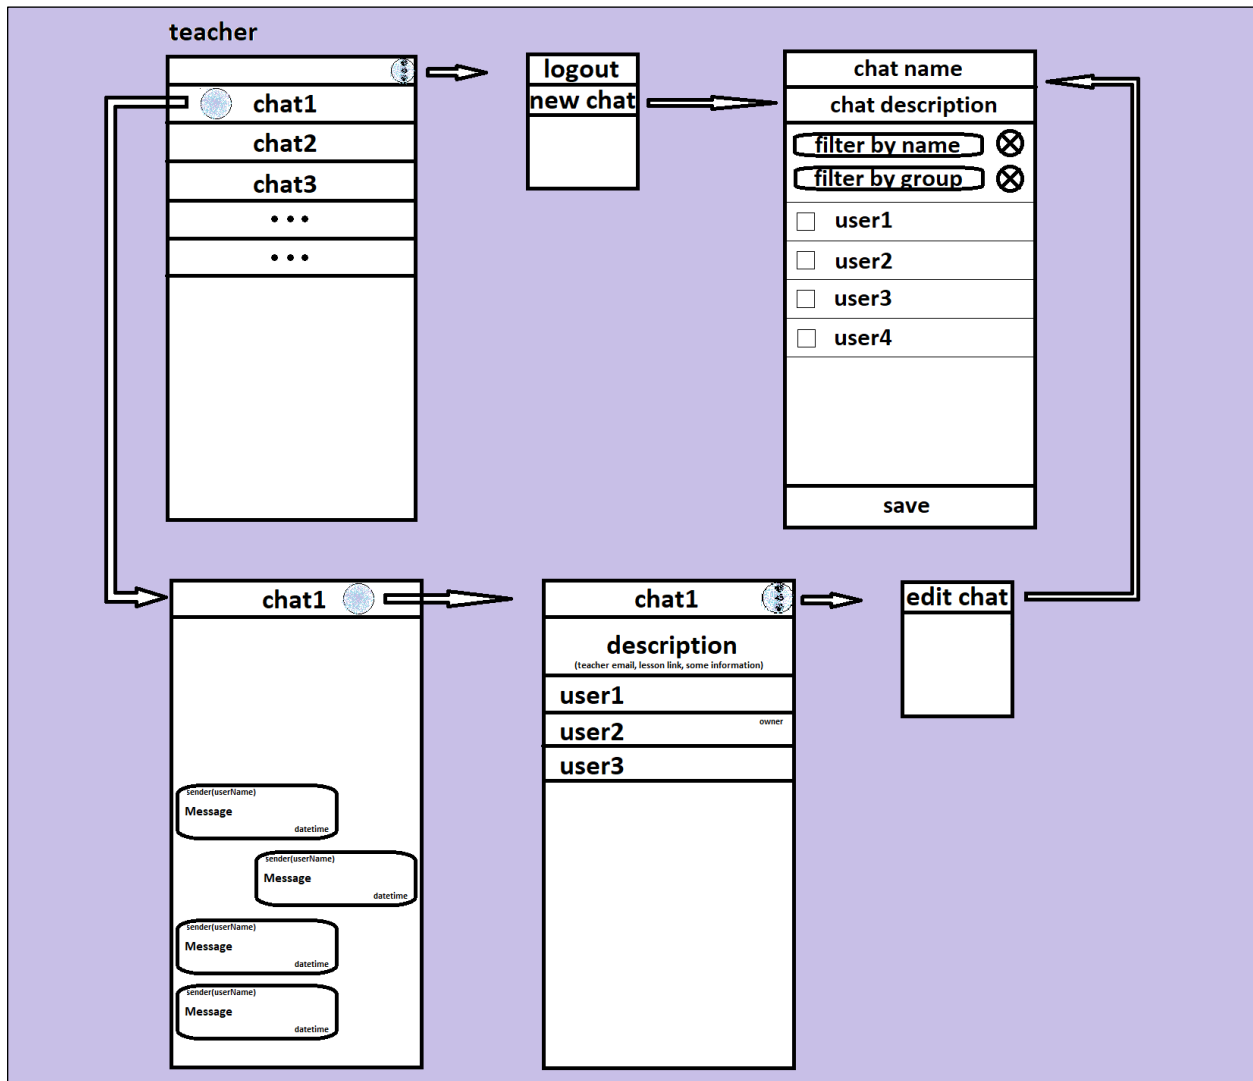 teacher
chat1
chat2
chat3
...
...
logout
new chat
chat name
chat description
filter by name
filter by group
user1
user2
user3
user4
save
chat1
sender(userName)
Message
datetime
sender(userName)
Message
datetime
sender(userName)
Message
datetime
sender(userName)
Message
datetime
chat1
description
(teacher email, lesson link, some information)
user1
user2 owner
user3
edit chat